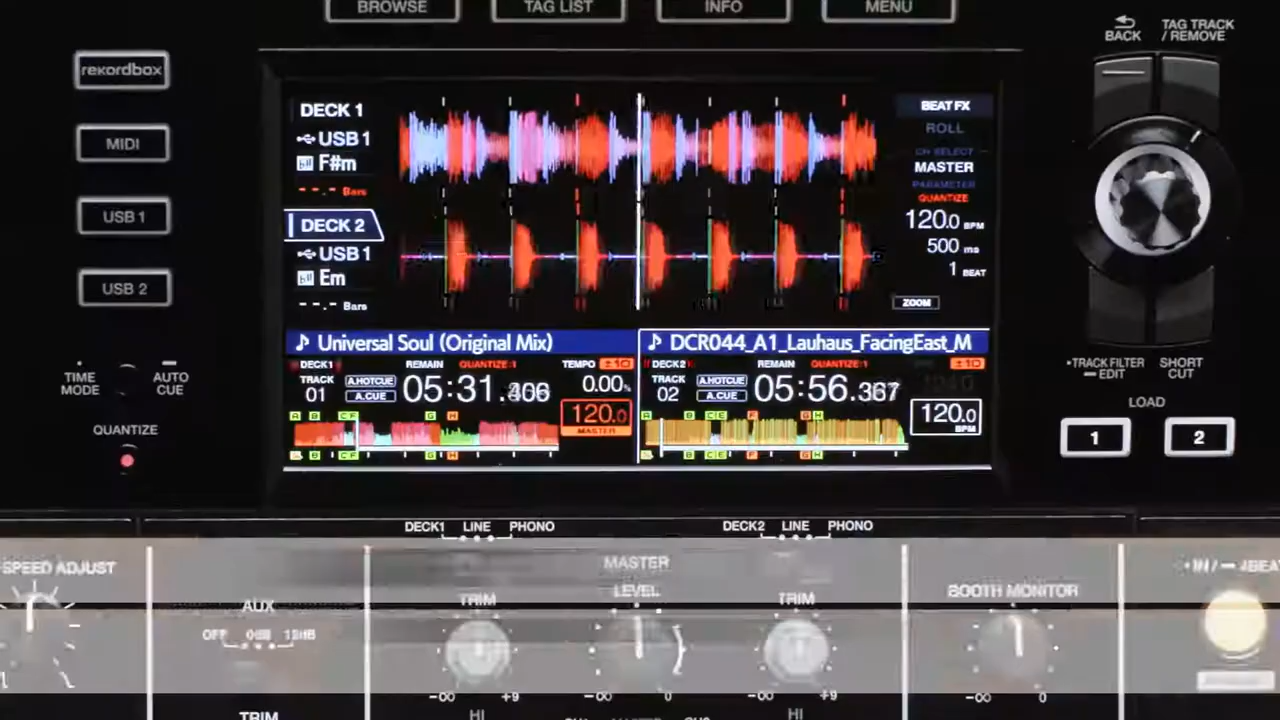 BROWSE
TAG LIST
INFO
MENU
BACK
TAG TRACK
/ REMOVE
rekordbox
MIDI
USB 1
USB 2
TIME
MODE
AUTO
CUE
QUANTIZE
DECK 1
USB 1
F#m
--.- Bars
DECK 2
USB 1
Em
--.- Bars
BEAT FX
ROLL
CH SELECT
MASTER
PARAMETER
QUANTIZE
120.0 BPM
500 ms
1 BEAT
ZOOM
Universal Soul (Original Mix)
DECK1
REMAIN
QUANTIZE:1
TEMPO
±10
TRACK
01
A.HOTCUE
A.CUE
0.00%
120.0
MASTER
A B C F G H
DCR044_A1_Lauhaus_FacingEast_M
DECK2
REMAIN
QUANTIZE:1
±10
TRACK
02
A.HOTCUE
A.CUE
05:56.367
120.0
BPM
A B C E F G H
TRACK FILTER
EDIT
SHORT
CUT
LOAD
1
2
DECK1 LINE PHONO
DECK2 LINE PHONO
SPEED ADJUST
AUX
OFF 0dB 12dB
TRIM
TRIM
-∞ +9
HI
MASTER
LEVEL
-∞ 0
TRIM
-∞ +9
HI
BOOTH MONITOR
-∞ 0